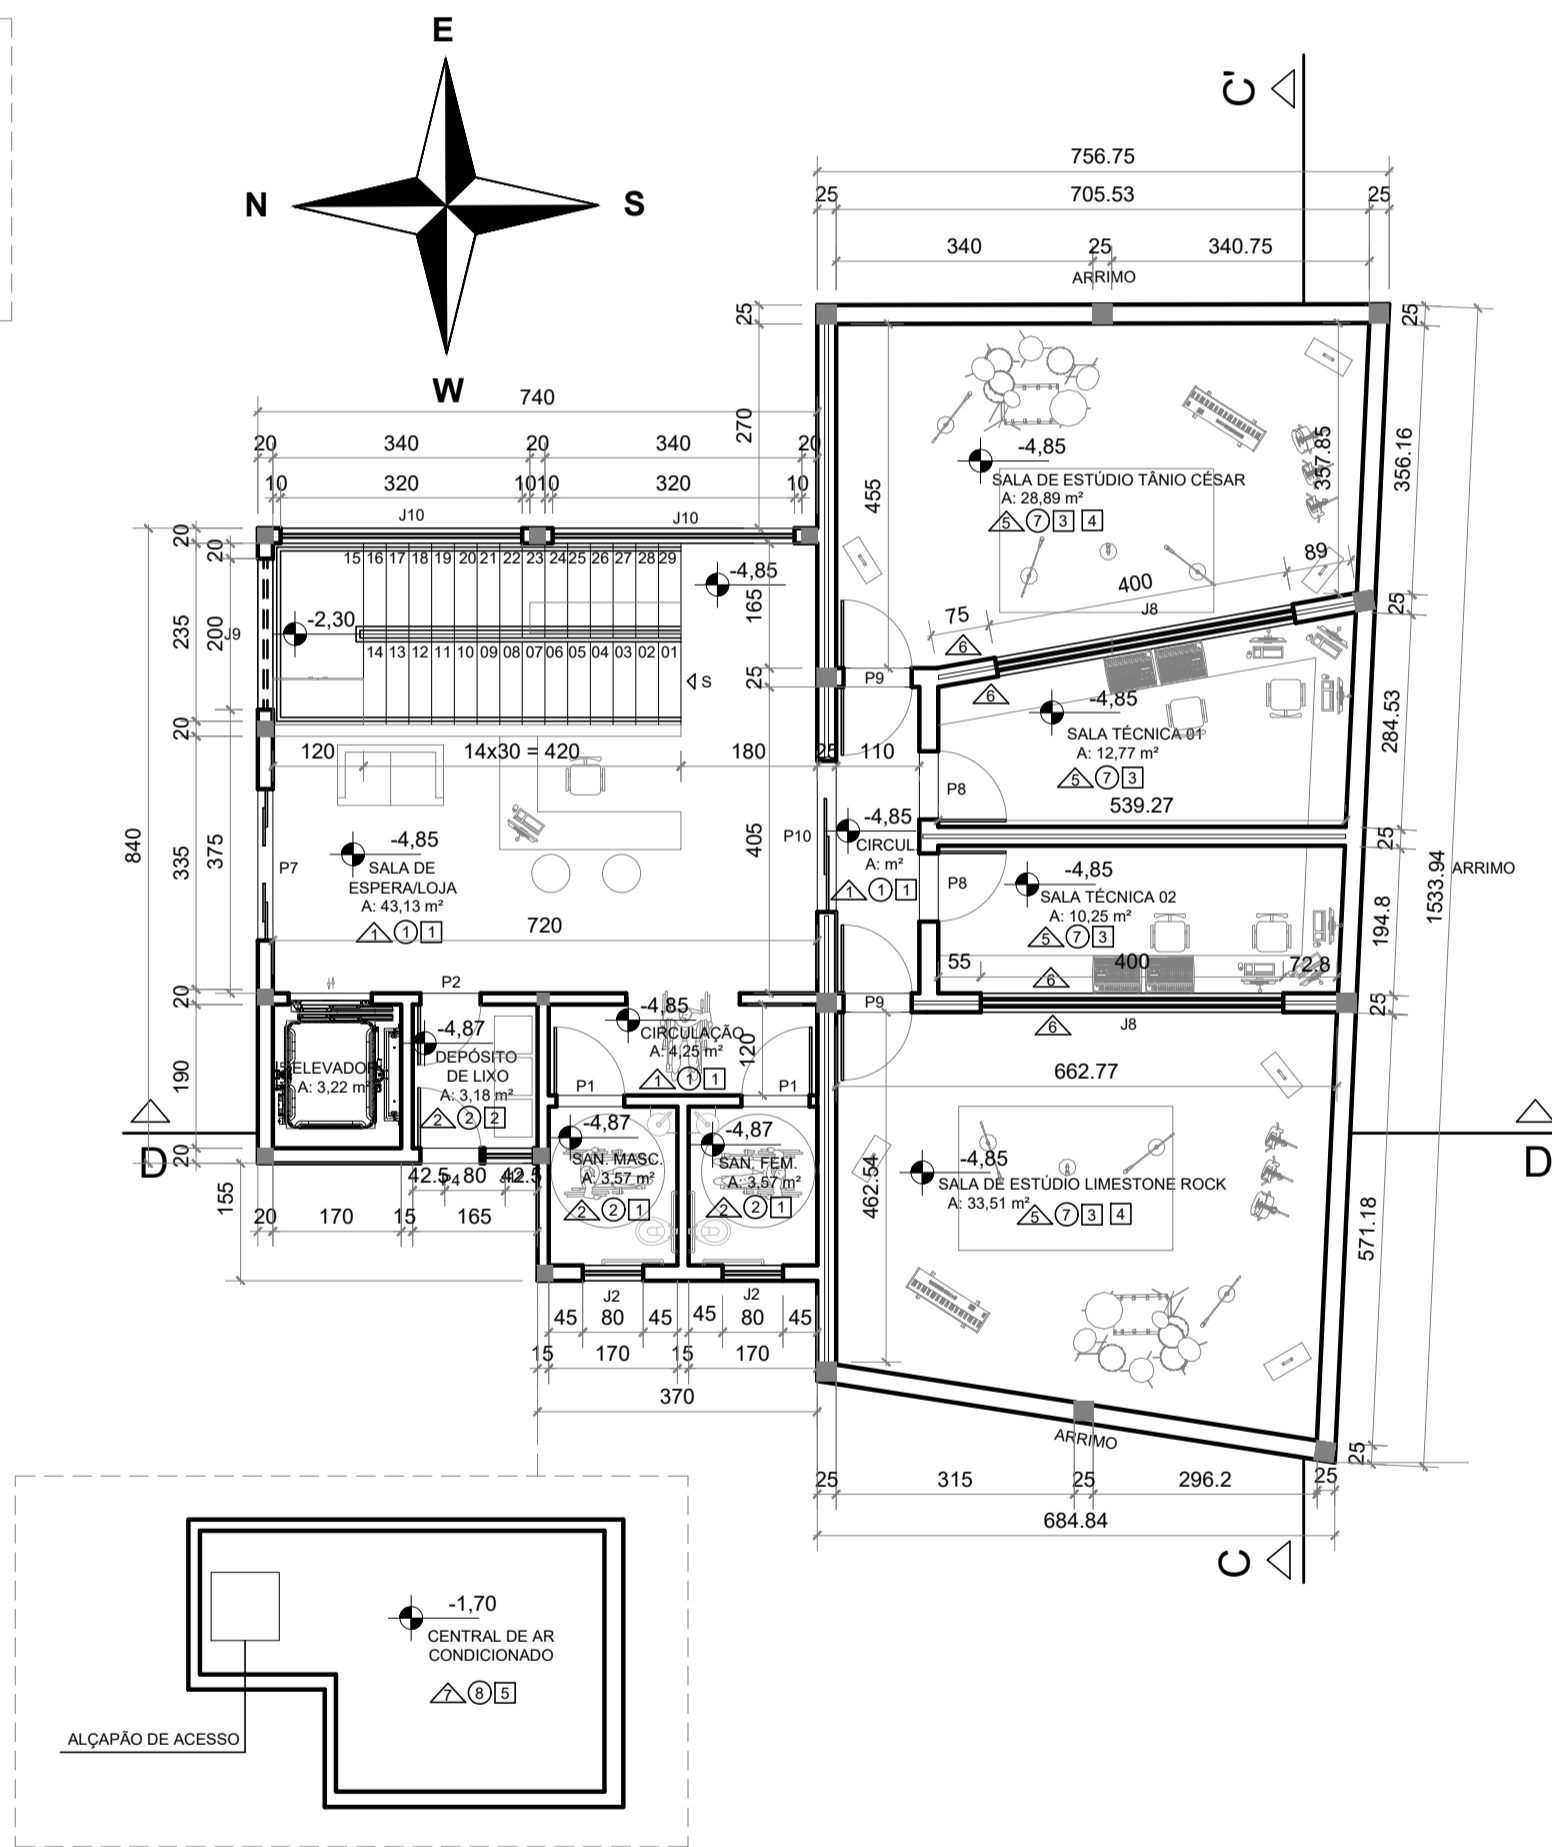 E
N
S
W
C'
756.75
25
705.53
25
340
25
340.75
ARRIMO
740
20
340
20
340
20
10
320
10
10
320
10
J10
J10
25
270
25
356.16
357.85
455
-4,85
SALA DE ESTÚDIO TÂNIO CÉSAR
A: 28,89 m²
5 7 3 4
89
400
75
J8
6
6
20
20
235
200
J9
20
15 16 17 18 19 20 21 22 23 24 25 26 27 28 29
-4,85
165
-2,30
14 13 12 11 10 09 08 07 06 05 04 03 02 01
S
25
P9
25
-4,85
SALA TÉCNICA 01
A: 12,77 m²
5 7 3
284.53
120
14x30 = 420
180
25
110
P8
539.27
840
335
375
P7
-4,85
SALA DE
ESPERA/LOJA
A: 43,13 m²
1 1 1
405
P10
-4,85
CIRCUL.
A: m²
1 1 1
25
1533.94
ARRIMO
P8
-4,85
SALA TÉCNICA 02
A: 10,25 m²
5 7 3
194.8
720
55
400
72.8
6
20
P2
P9
25
J8
6
-4,85
CIRCULAÇÃO
A: 4,25 m²
1 1 1
120
-4,87
DEPÓSITO
DE LIXO
A: 3,18 m²
2 2 2
ELEVADOR
A: 3,22 m²
190
P1
P1
662.77
D
20
-4,87
SAN. MASC.
A: 3,57 m²
2 2 1
-4,87
SAN. FEM.
A: 3,57 m²
2 2 1
462.54
-4,85
SALA DE ESTÚDIO LIMESTONE ROCK
A: 33,51 m²
5 7 3 4
D
571.18
42.5
P4
80
42.5
155
20
170
15
165
J2
J2
45
80
45
45
80
45
15
170
15
170
370
ARRIMO
25
25
315
25
296.2
25
684.84
C
-1,70
CENTRAL DE AR
CONDICIONADO
7 8 5
ALÇAPÃO DE ACESSO